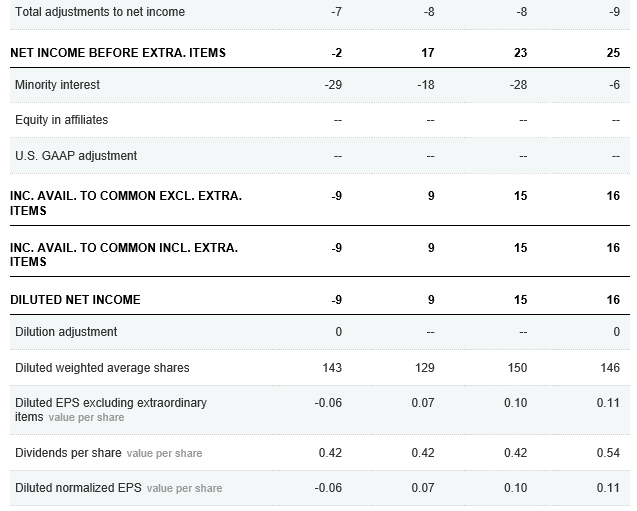 Total adjustments to net income -7 -8 -8 -9
NET INCOME BEFORE EXTRA. ITEMS -2 17 23 25
Minority interest -29 -18 -28 -6
Equity in affiliates -- -- -- --
U.S. GAAP adjustment -- -- -- --
INC. AVAIL. TO COMMON EXCL. EXTRA. -9 9 15 16
ITEMS
INC. AVAIL. TO COMMON INCL. EXTRA. -9 9 15 16
ITEMS
DILUTED NET INCOME -9 9 15 16
Dilution adjustment 0 -- -- 0
Diluted weighted average shares 143 129 150 146
Diluted EPS excluding extraordinary -0.06 0.07 0.10 0.11
items value per share
Dividends per share value per share 0.42 0.42 0.42 0.54
Diluted normalized EPS value per share -0.06 0.07 0.10 0.11